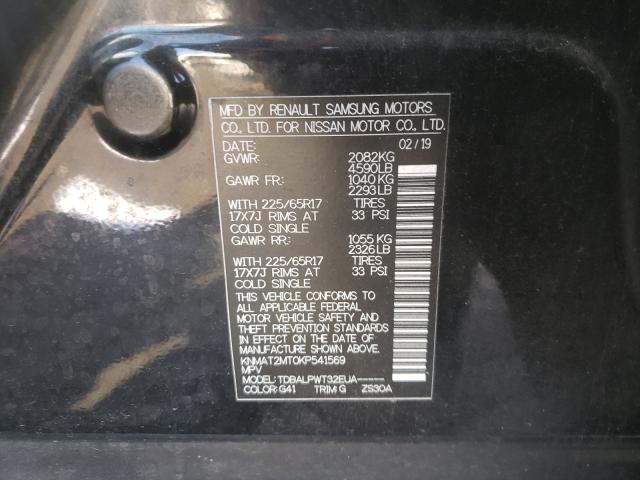 MFD BY RENAULT SAMSUNG MOTORS
CO., LTD. FOR NISSAN MOTOR CO., LTD.
DATE: 02/19
GVWR: 2082KG
4590LB
GAWR FR: 1040KG
2293LB
WITH 225/65R17 TIRES
17X7J RIMS AT 33 PSI
COLD SINGLE
GAWR RR: 1055 KG
2326LB
WITH 225/65R17 TIRES
17X7J RIMS AT 33 PSI
COLD SINGLE
THIS VEHICLE CONFORMS TO
ALL APPLICABLE FEDERAL
MOTOR VEHICLE SAFETY AND
THEFT PREVENTION STANDARDS
IN EFFECT ON THE DATE OF
MANUFACTURE SHOWN ABOVE.
KNMAT2MT0KP541569
MPV
MODEL: TDBALPWT32EUA-----
COLOR: G41 TRIM: G ZS30A